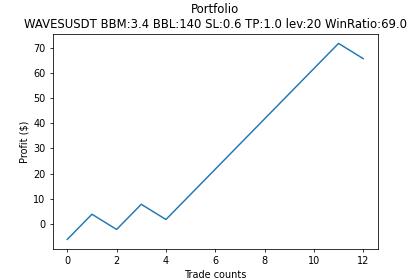 Portfolio
WAVESUSDT BBM:3.4 BBL:140 SL:0.6 TP:1.0 lev:20 WinRatio:69.0
Profit ($)
70
60
50
40
30
20
10
0
0 2 4 6 8 10 12
Trade counts